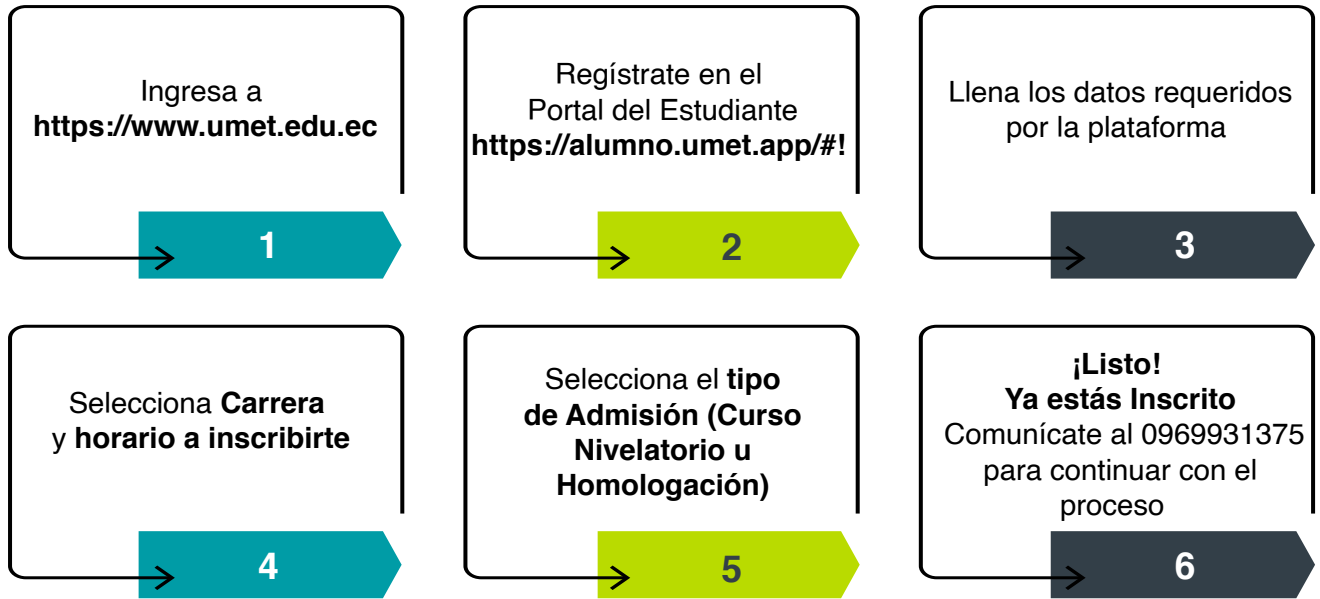 Ingresa a
https://www.umet.edu.ec
1
Regístrate en el
Portal del Estudiante
https://alumno.umet.app/#!
2
Llena los datos requeridos
por la plataforma
3
Selecciona Carrera
y horario a inscribirte
4
Selecciona el tipo
de Admisión (Curso
Nivelatorio u
Homologación)
5
¡Listo!
Ya estás Inscrito
Comunícate al 0969931375
para continuar con el
proceso
6